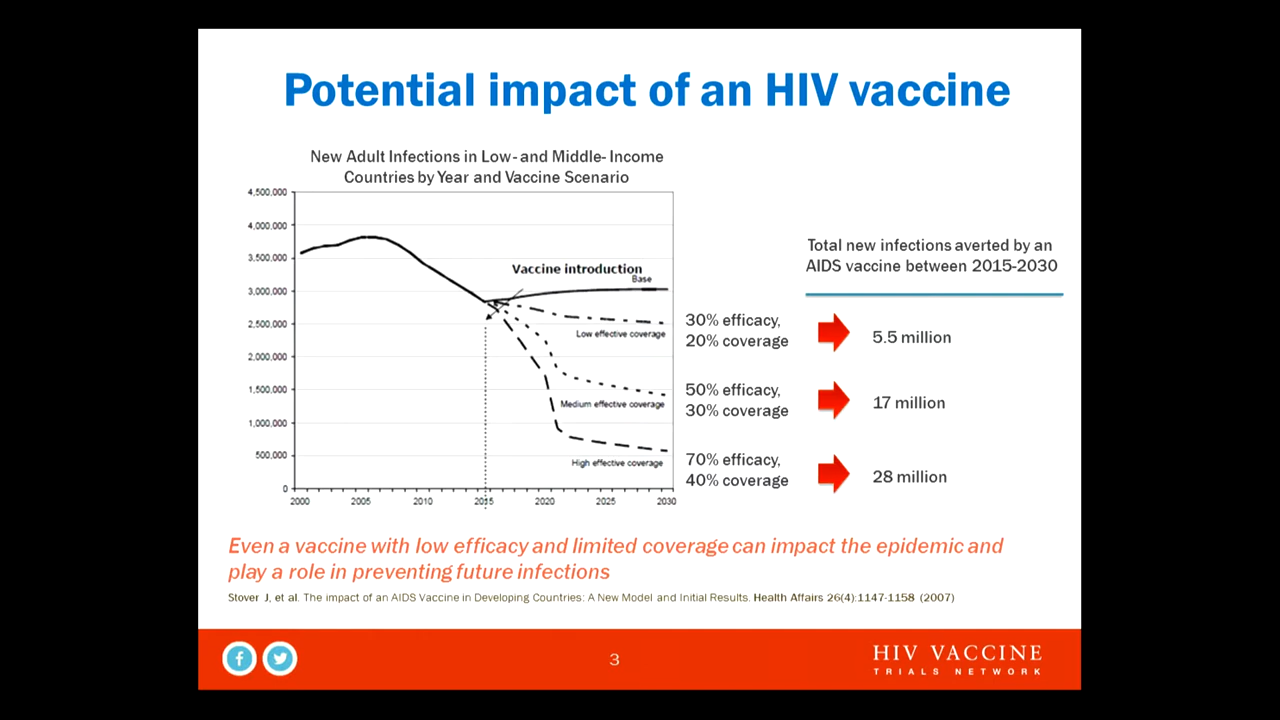 Potential impact of an HIV vaccine
New Adult Infections in Low- and Middle- Income
Countries by Year and Vaccine Scenario
4,500,000
4,000,000
3,500,000
3,000,000
2,500,000
2,000,000
1,500,000
1,000,000
500,000
0
2000
2005
2010
2015
2020
2025
2030
Vaccine introduction
Base
Low effective coverage
Medium effective coverage
High effective coverage
Total new infections averted by an
AIDS vaccine between 2015-2030
30% efficacy,
20% coverage
5.5 million
50% efficacy,
30% coverage
17 million
70% efficacy,
40% coverage
28 million
Even a vaccine with low efficacy and limited coverage can impact the epidemic and
play a role in preventing future infections
Stover J, et al. The impact of an AIDS Vaccine in Developing Countries: A New Model and Initial Results. Health Affairs 26(4):1147-1158 (2007)
f
3
HIV VACCINE
TRIALS NETWORK